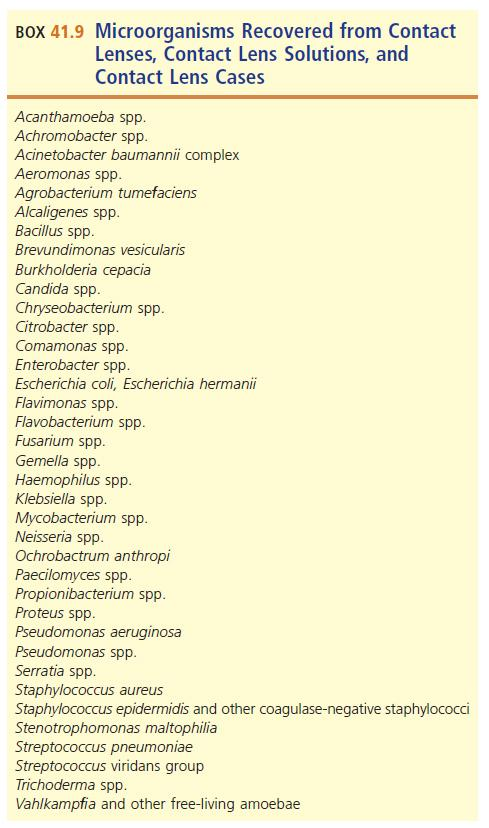 BOX 41.9 Microorganisms Recovered from Contact
Lenses, Contact Lens Solutions, and
Contact Lens Cases
Acanthamoeba spp.
Achromobacter spp.
Acinetobacter baumannii complex
Aeromonas spp.
Agrobacterium tumefaciens
Alcaligenes spp.
Bacillus spp.
Brevundimonas vesicularis
Burkholderia cepacia
Candida spp.
Chryseobacterium spp.
Citrobacter spp.
Comamonas spp.
Enterobacter spp.
Escherichia coli, Escherichia hermanii
Flavimonas spp.
Flavobacterium spp.
Fusarium spp.
Gemella spp.
Haemophilus spp.
Klebsiella spp.
Mycobacterium spp.
Neisseria spp.
Ochrobactrum anthropi
Paecilomyces spp.
Propionibacterium spp.
Proteus spp.
Pseudomonas aeruginosa
Pseudomonas spp.
Serratia spp.
Staphylococcus aureus
Staphylococcus epidermidis and other coagulase-negative staphylococci
Stenotrophomonas maltophilia
Streptococcus pneumoniae
Streptococcus viridans group
Trichoderma spp.
Vahlkampfia and other free-living amoebae